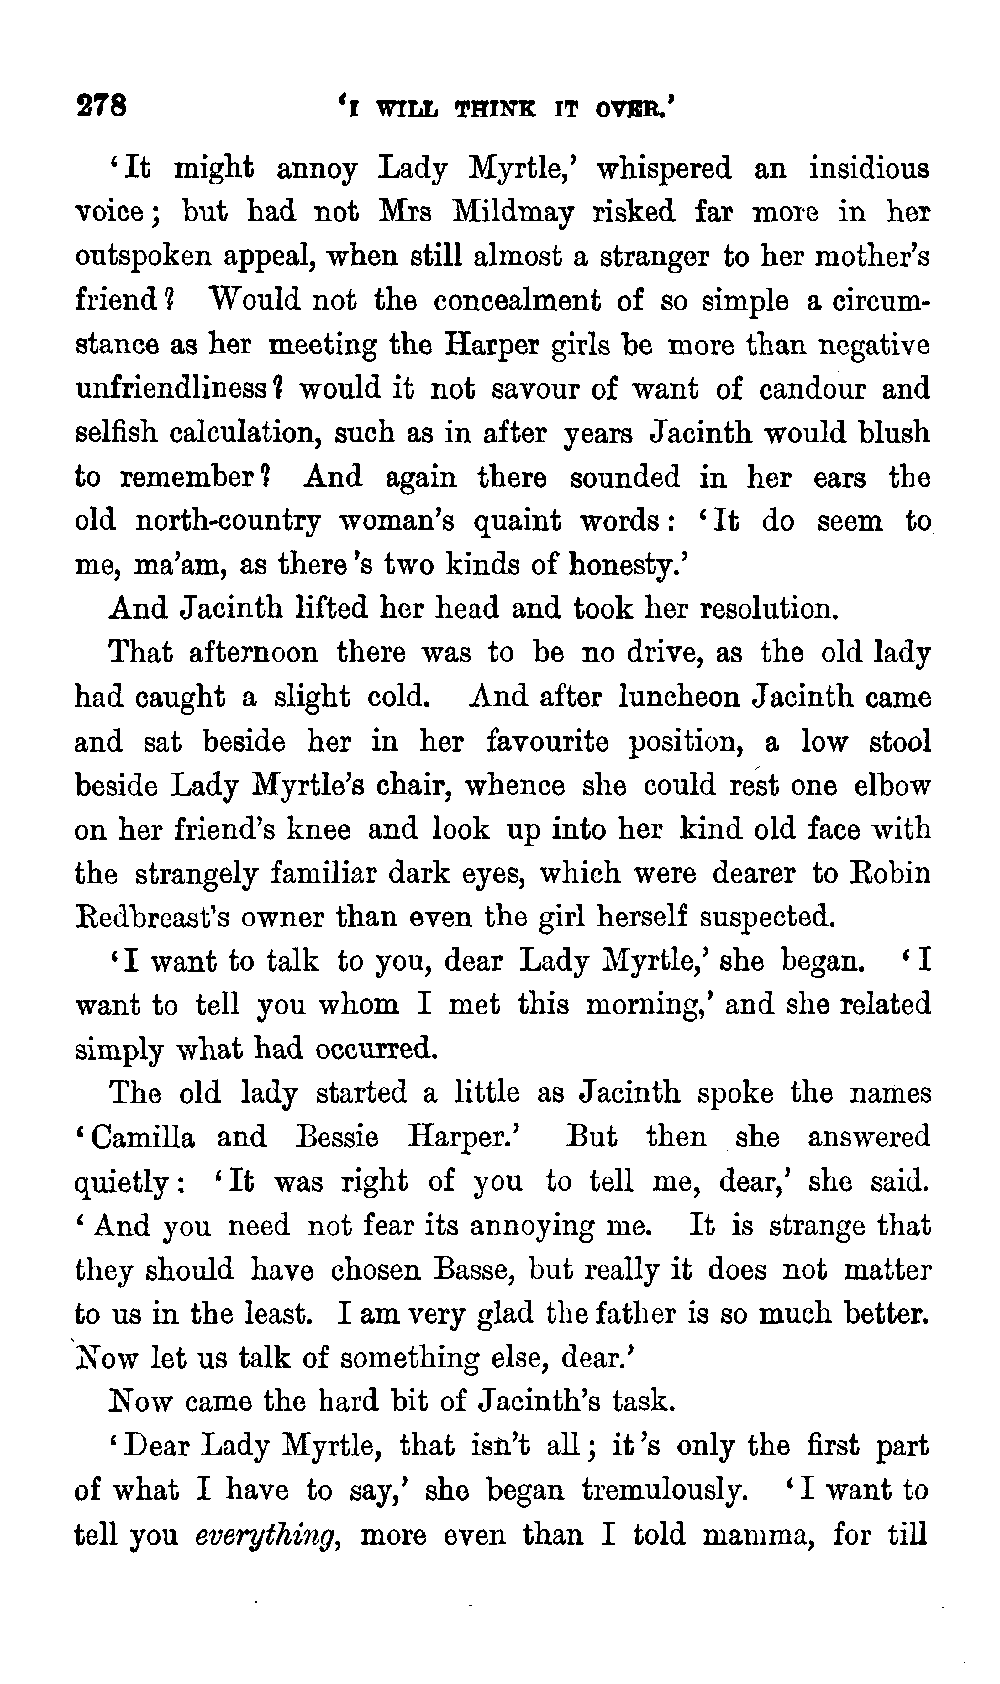 278 ‘I WILL THINK IT OVER.’
‘It might annoy Lady Myrtle,’ whispered an insidious
voice; but had not Mrs Mildmay risked far more in her
outspoken appeal, when still almost a stranger to her mother’s
friend? Would not the concealment of so simple a circum-
stance as her meeting the Harper girls be more than negative
unfriendliness? would it not savour of want of candour and
selfish calculation, such as in after years Jacinth would blush
to remember? And again there sounded in her ears the
old north-country woman’s quaint words: ‘It do seem to
me, ma’am, as there’s two kinds of honesty.’
And Jacinth lifted her head and took her resolution.
That afternoon there was to be no drive, as the old lady
had caught a slight cold. And after luncheon Jacinth came
and sat beside her in her favourite position, a low stool
beside Lady Myrtle’s chair, whence she could rest one elbow
on her friend’s knee and look up into her kind old face with
the strangely familiar dark eyes, which were dearer to Robin
Redbreast’s owner than even the girl herself suspected.
‘I want to talk to you, dear Lady Myrtle,’ she began. ‘I
want to tell you whom I met this morning,’ and she related
simply what had occurred.
The old lady started a little as Jacinth spoke the names
‘Camilla and Bessie Harper.’ But then she answered
quietly: ‘It was right of you to tell me, dear,’ she said.
‘And you need not fear its annoying me. It is strange that
they should have chosen Basse, but really it does not matter
to us in the least. I am very glad the father is so much better.
Now let us talk of something else, dear.’
Now came the hard bit of Jacinth’s task.
‘Dear Lady Myrtle, that isn’t all; it’s only the first part
of what I have to say,’ she began tremulously. ‘I want to
tell you everything, more even than I told mamma, for till